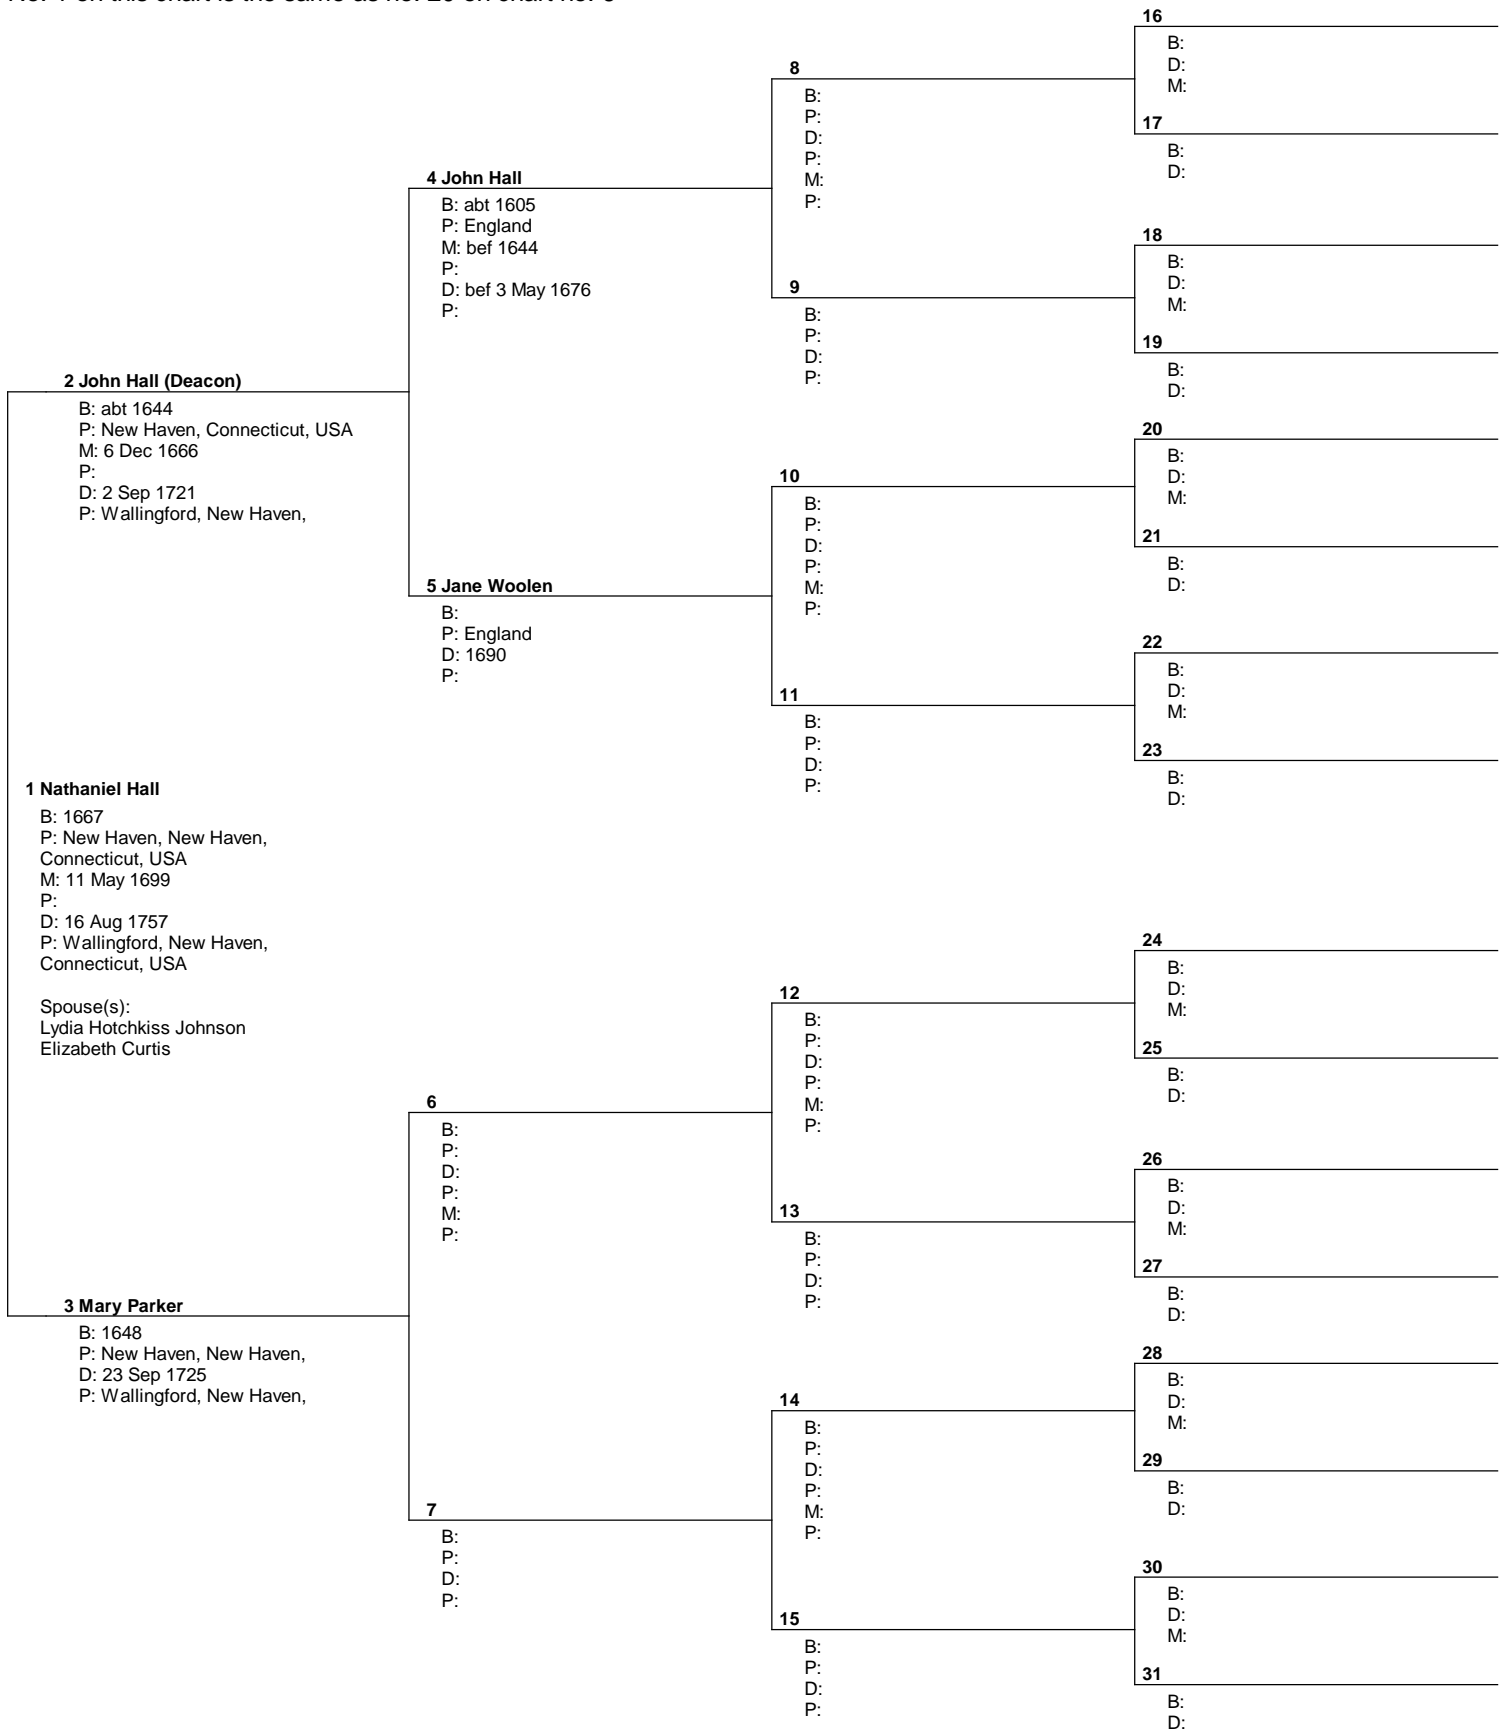 on this chart is the same as no. on chart no.
1 Nathaniel Hall
B: 1667
P: New Haven, New Haven,
Connecticut, USA
M: 11 May 1699
P:
D: 16 Aug 1757
P: Wallingford, New Haven,
Connecticut, USA
Spouse(s):
Lydia Hotchkiss Johnson
Elizabeth Curtis
2 John Hall (Deacon)
B: abt 1644
P: New Haven, Connecticut, USA
M: 6 Dec 1666
P:
D: 2 Sep 1721
P: Wallingford, New Haven,
3 Mary Parker
B: 1648
P: New Haven, New Haven,
D: 23 Sep 1725
P: Wallingford, New Haven,
4 John Hall
B: abt 1605
P: England
M: bef 1644
P:
D: bef 3 May 1676
P:
5 Jane Woolen
B:
P: England
D: 1690
P:
6
B:
P:
D:
P:
M:
P:
7
B:
P:
D:
P:
8
B:
P:
D:
P:
M:
P:
9
B:
P:
D:
P:
10
B:
P:
D:
P:
M:
P:
11
B:
P:
D:
P:
12
B:
P:
D:
P:
M:
P:
13
B:
P:
D:
P:
14
B:
P:
D:
P:
M:
P:
15
B:
P:
D:
P:
16
B:
D:
M:
17
B:
D:
18
B:
D:
M:
19
B:
D:
20
B:
D:
M:
21
B:
D:
22
B:
D:
M:
23
B:
D:
24
B:
D:
M:
25
B:
D:
26
B:
D:
M:
27
B:
D:
28
B:
D:
M:
29
B:
D:
30
B:
D:
M:
31
B:
D: